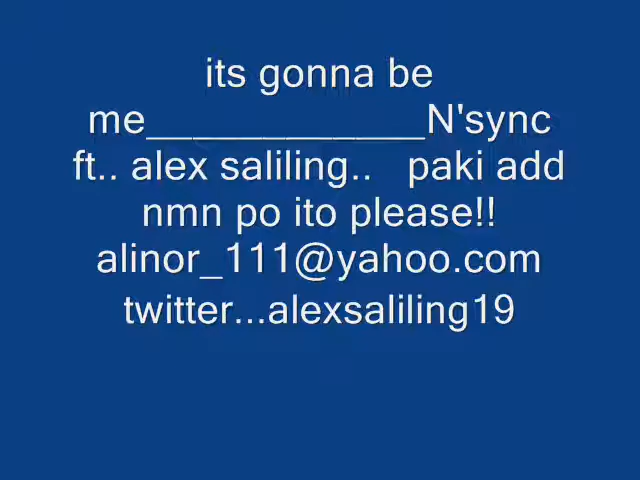 its gonna be
me____________N'sync
ft.. alex saliling..   paki add
nmn po ito please!!
alinor_111@yahoo.com
twitter...alexsaliling19